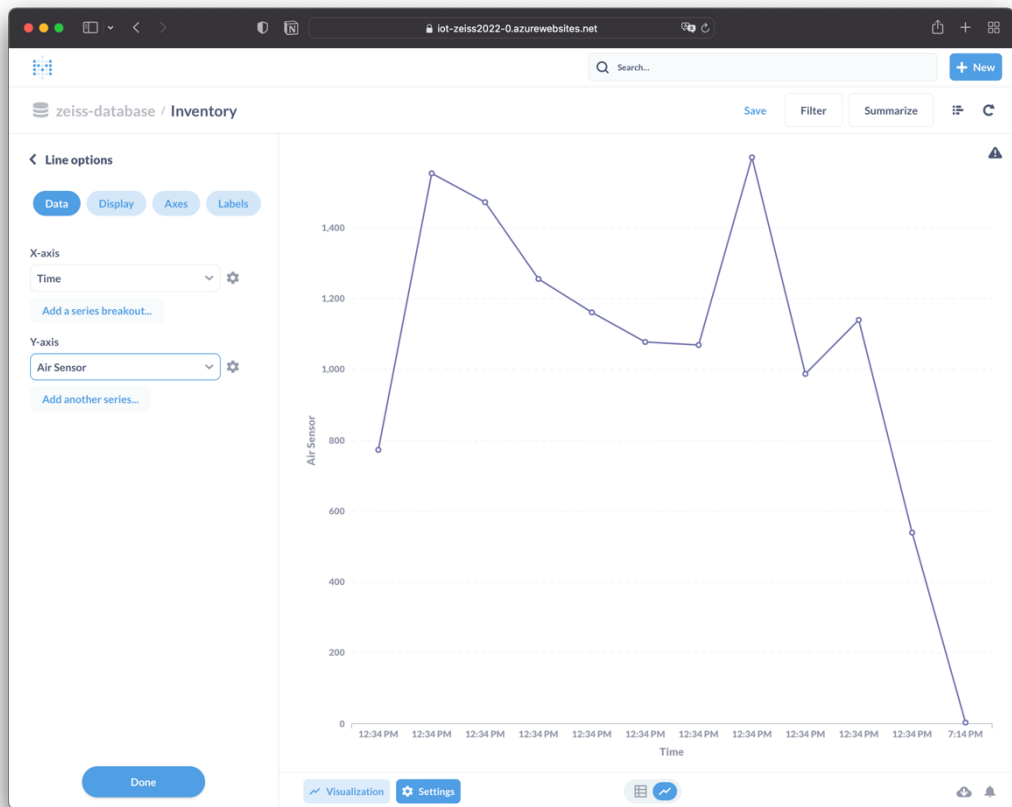 iot-zeiss2022-0.azurewebsites.net
Search...
+ New
zeiss-database / Inventory
Save
Filter
Summarize
Line options
Data
Display
Axes
Labels
X-axis
Time
Add a series breakout...
Y-axis
Air Sensor
Add another series...
Done
1,400
1,200
1,000
800
600
400
200
0
Air Sensor
12:34 PM 12:34 PM 12:34 PM 12:34 PM 12:34 PM 12:34 PM 12:34 PM 12:34 PM 12:34 PM 12:34 PM 12:34 PM 7:14 PM
Time
Visualization
Settings